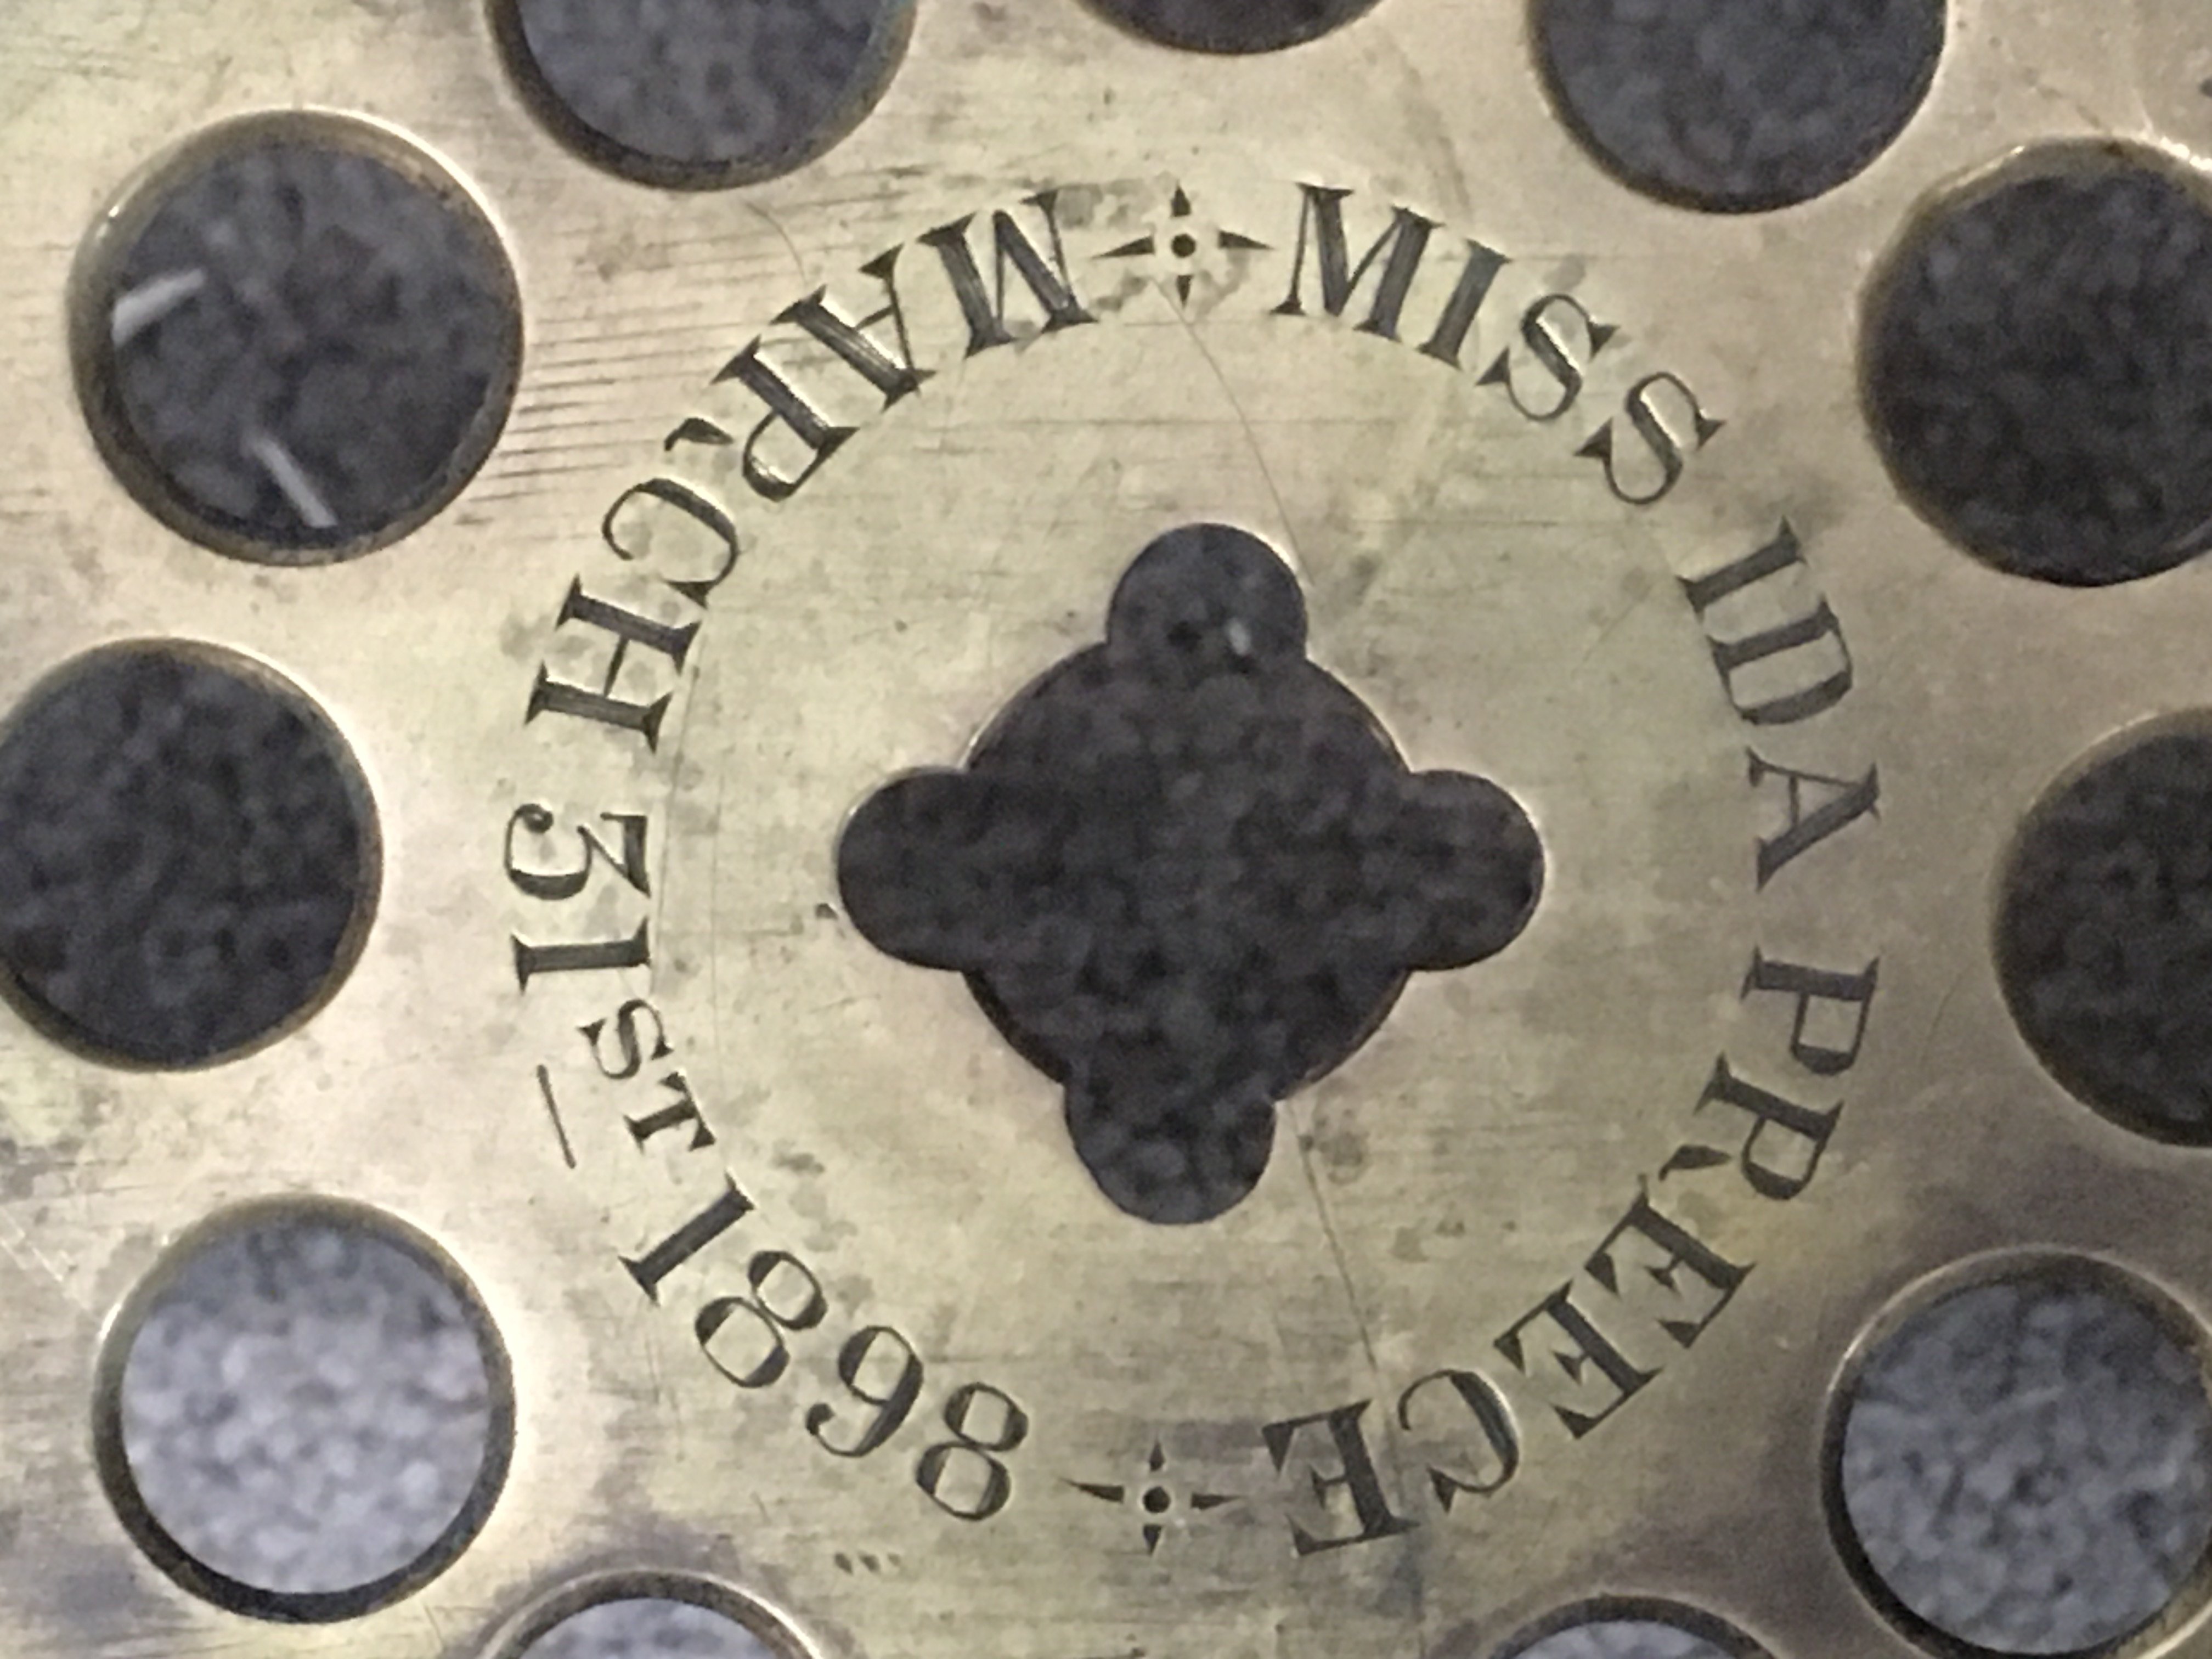 MISS IDA PREECE
MARCH 31ST 1898